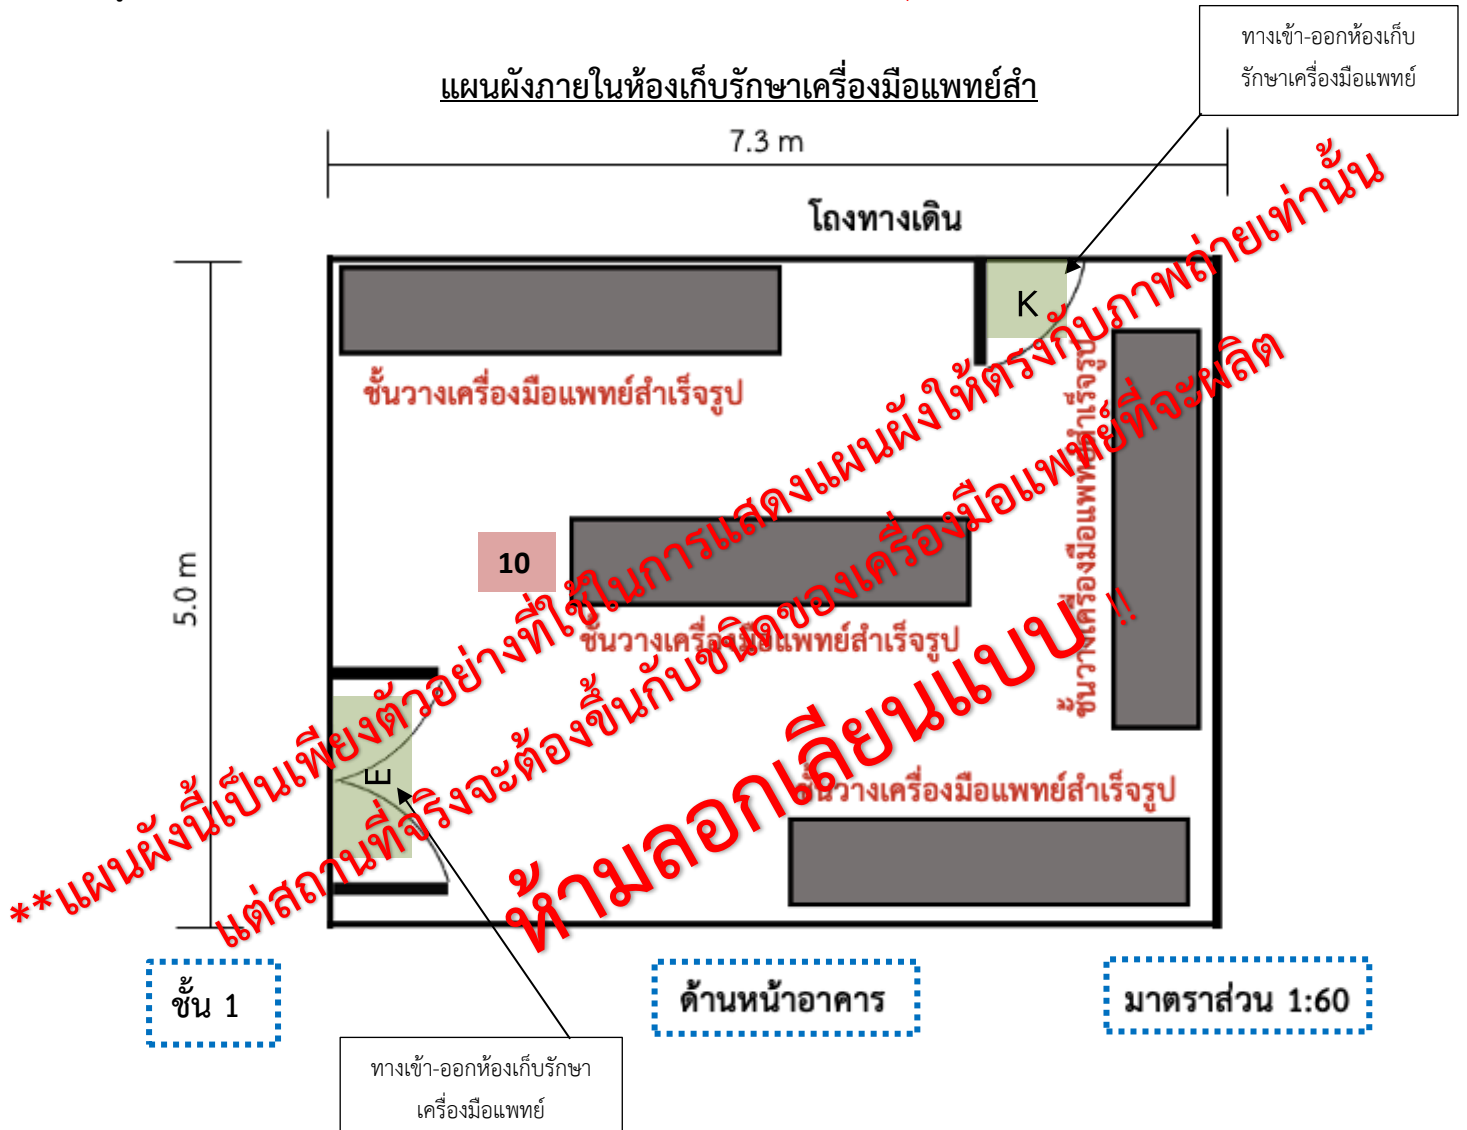 ทางเข้า-ออกห้องเก็บ
รักษาเครื่องมือแพทย์
แผนผังภายในห้องเก็บรักษาเครื่องมือแพทย์สำ
7.3 m
โถงทางเดิน
K
ชั้นวางเครื่องมือแพทย์สำเร็จรูป
ชั้นวางเครื่องมือแพทย์สำเร็จรูป
10
5.0 m
ชั้นวางเครื่องมือแพทย์สำเร็จรูป
E
ชั้นวางเครื่องมือแพทย์สำเร็จรูป
**แผนผังนี้เป็นเพียงตัวอย่างที่ใช้ในการแสดงแผนผังให้ตรงกับภาพถ่ายเท่านั้น
แต่สถานที่จริงจะต้องขึ้นกับชนิดของเครื่องมือแพทย์ที่จะผลิต
ห้ามลอกเลียนแบบ !!
ชั้น 1
ด้านหน้าอาคาร
มาตราส่วน 1:60
ทางเข้า-ออกห้องเก็บรักษา
เครื่องมือแพทย์